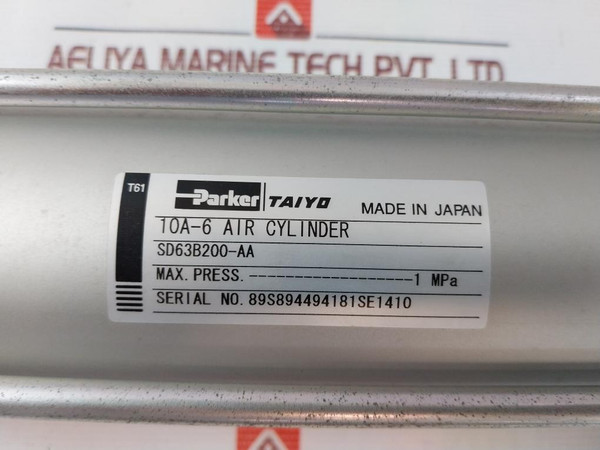 AELIYA MARINE TECH PVT. LTD.
T61
Parker TAIYO MADE IN JAPAN
10A-6 AIR CYLINDER
SD63B200-AA
MAX. PRESS.------------------1 MPa
SERIAL NO. 89S894494181SE1410